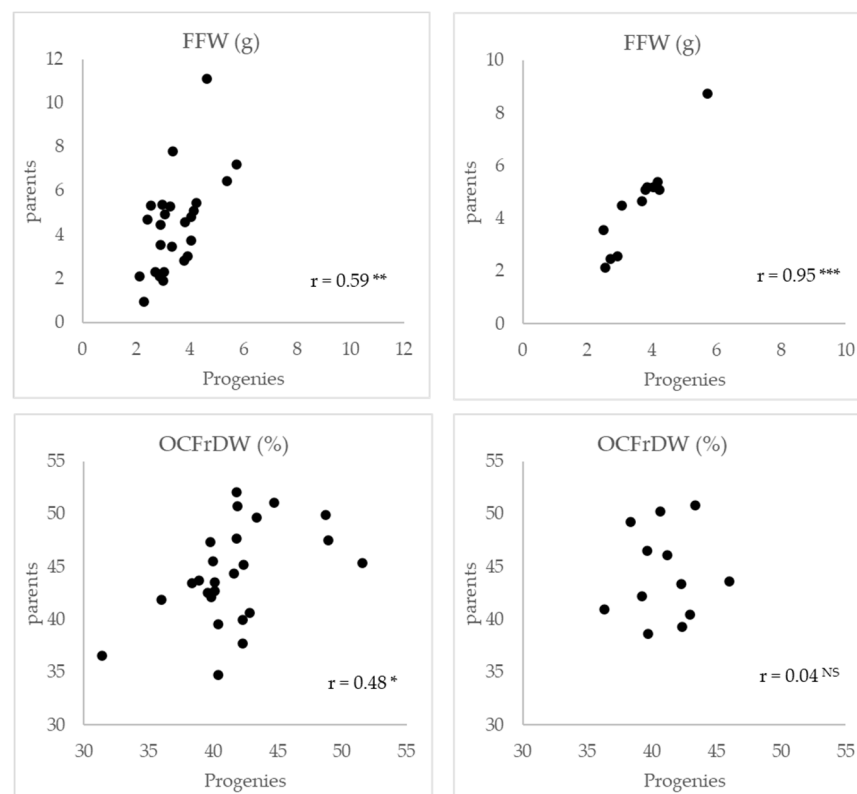 FFW (g)
12
10
8
6
4
2
0
parents
r = 0.59 **
0 2 4 6 8 10 12
Progenies
FFW (g)
10
8
6
4
2
0
parents
r = 0.95 ***
0 2 4 6 8 10
Progenies
OCFrDW (%)
55
50
45
40
35
30
parents
r = 0.48 *
30 35 40 45 50 55
Progenies
OCFrDW (%)
55
50
45
40
35
30
parents
r = 0.04 NS
30 35 40 45 50 55
Progenies